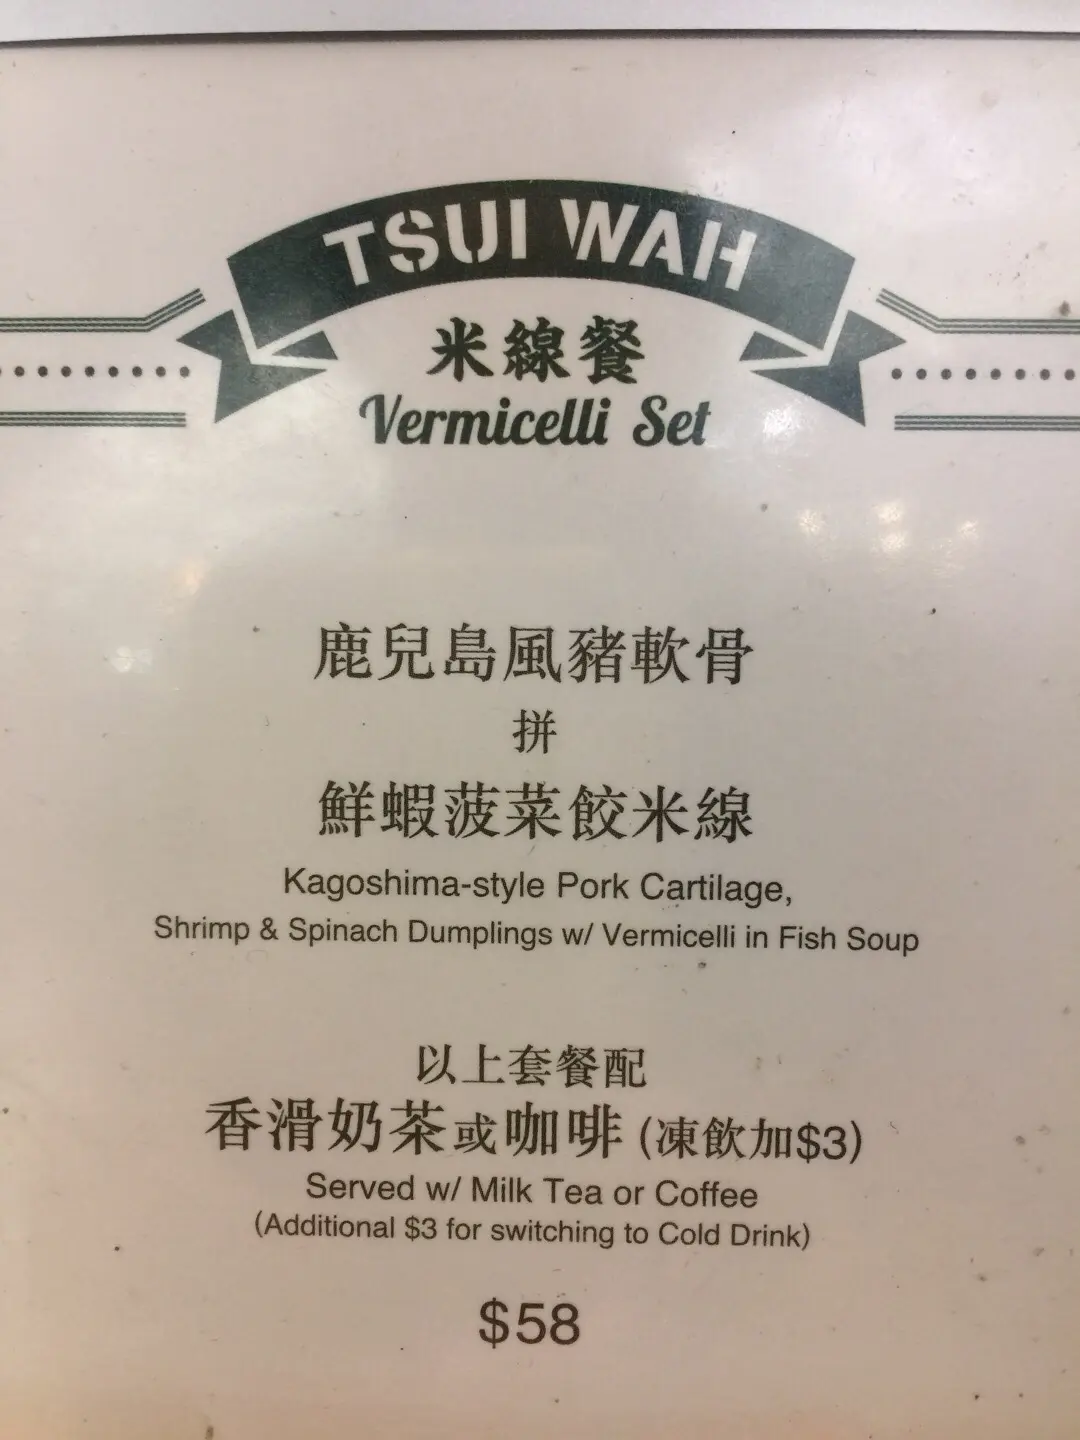 TSUI WAH
米線餐
Vermicelli Set
鹿兒島風豬軟骨
拼
鮮蝦菠菜餃米線
Kagoshima-style Pork Cartilage,
Shrimp & Spinach Dumplings w/ Vermicelli in Fish Soup
以上套餐配
香滑奶茶或咖啡 (凍飲加$3)
Served w/ Milk Tea or Coffee
(Additional $3 for switching to Cold Drink)
$58